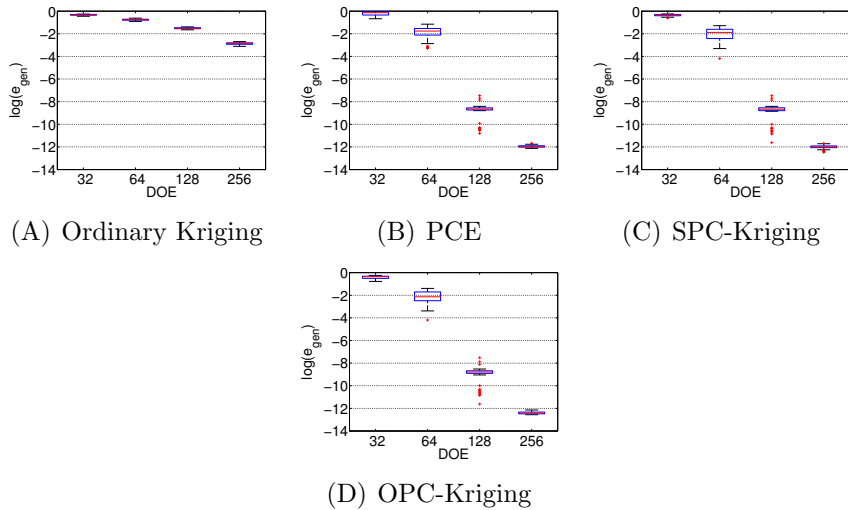 0
−2
−4
−6
−8
−10
−12
−14
log(e_gen)
32 64 128 256
DOE
(A) Ordinary Kriging
0
−2
−4
−6
−8
−10
−12
−14
log(e_gen)
32 64 128 256
DOE
(B) PCE
0
−2
−4
−6
−8
−10
−12
−14
log(e_gen)
32 64 128 256
DOE
(C) SPC-Kriging
0
−2
−4
−6
−8
−10
−12
−14
log(e_gen)
32 64 128 256
DOE
(D) OPC-Kriging